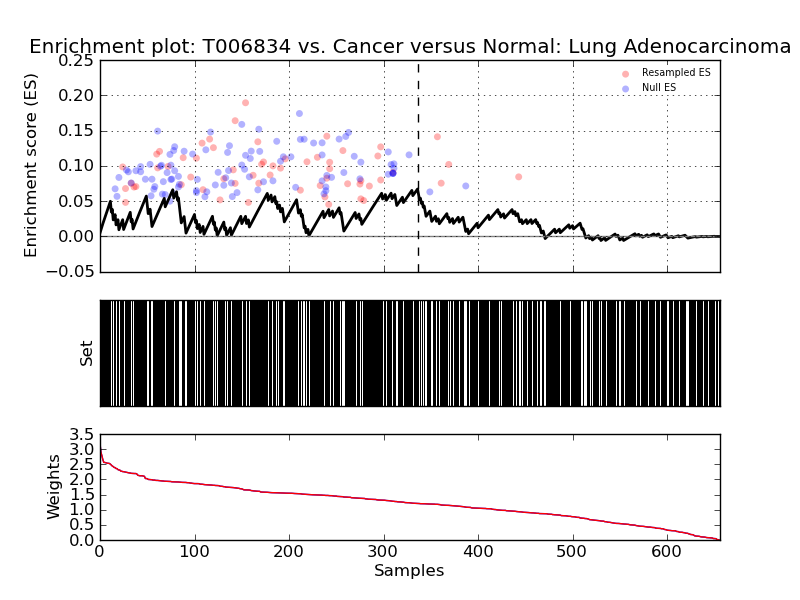 Enrichment plot: T006834 vs. Cancer versus Normal: Lung Adenocarcinoma
Enrichment score (ES)
0.25
0.20
0.15
0.10
0.05
0.00
−0.05
Resampled ES
Null ES
Set
Weights
3.5
3.0
2.5
2.0
1.5
1.0
0.5
0.0
0 100 200 300 400 500 600
Samples